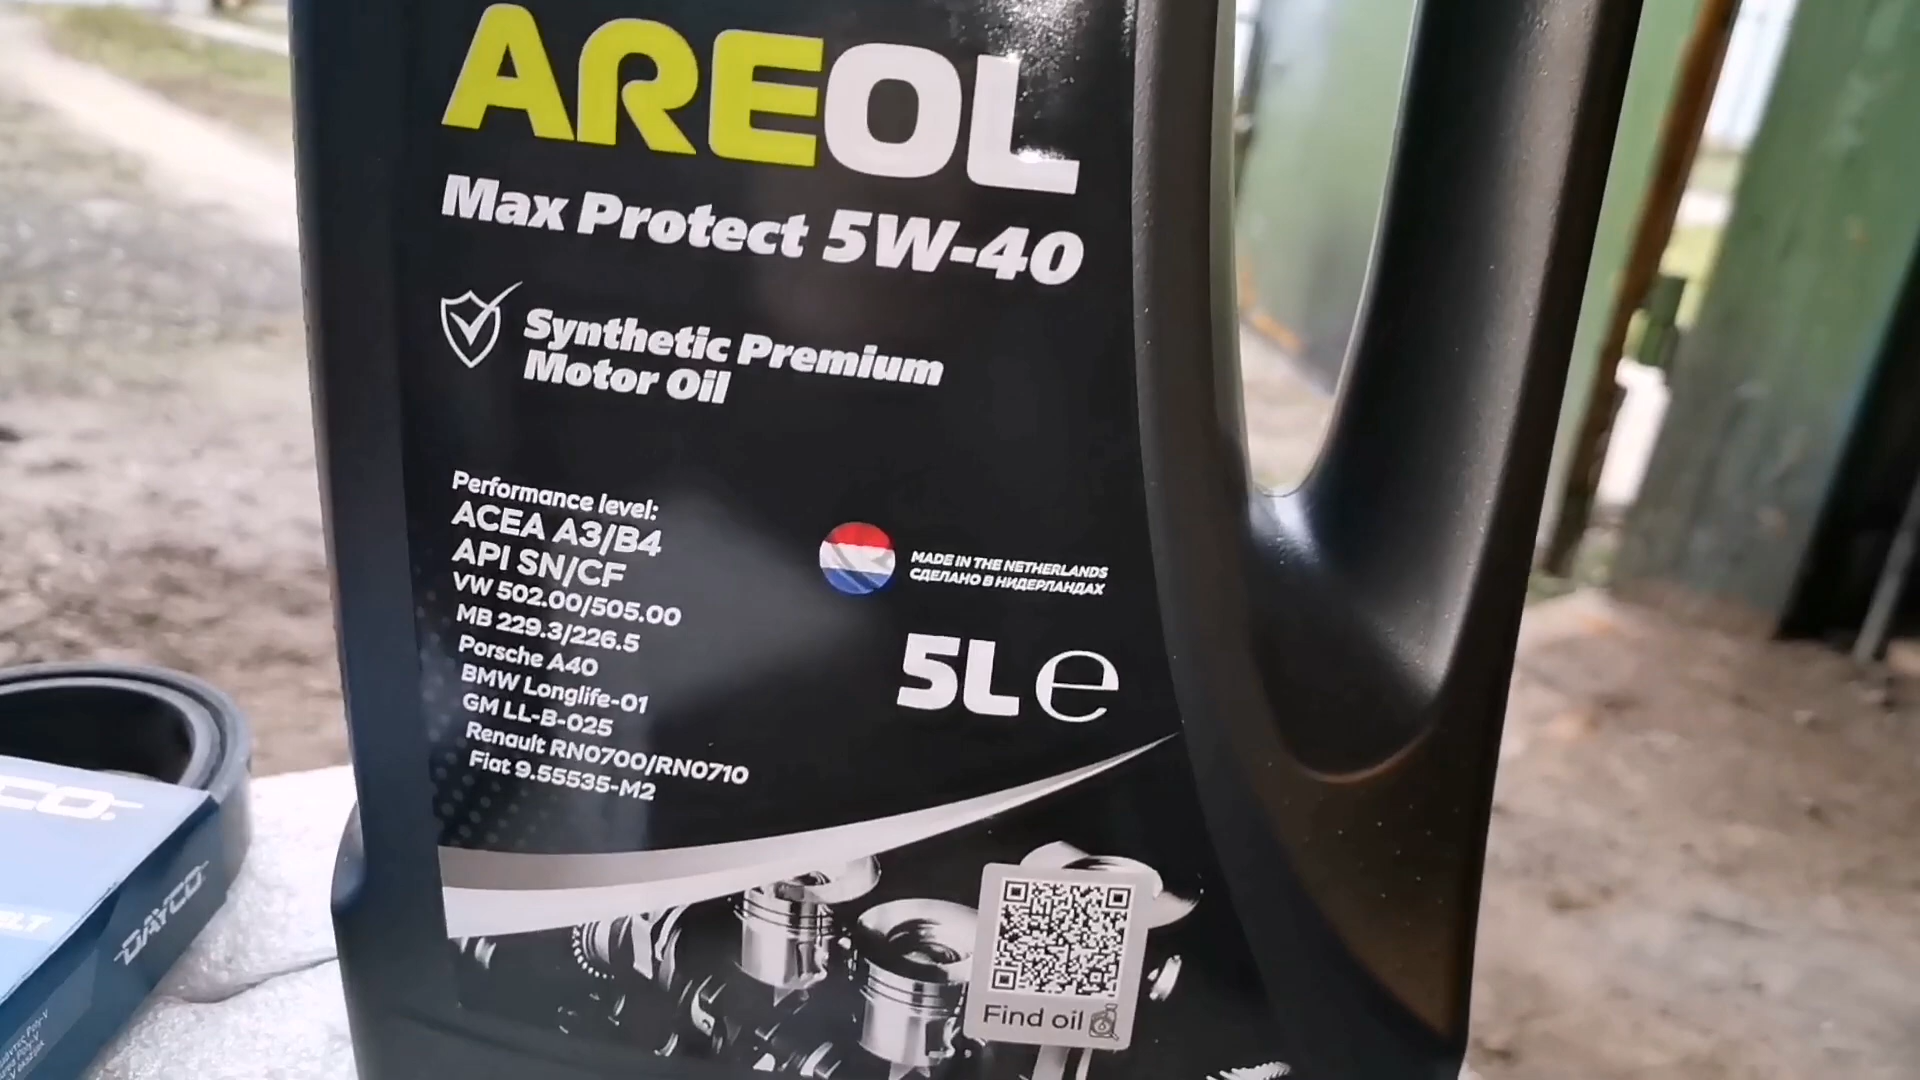 AREOL
Max Protect 5W-40
Synthetic Premium
Motor Oil
Performance level:
ACEA A3/B4
API SN/CF
VW 502.00/505.00
MB 229.3/226.5
Porsche A40
BMW Longlife-01
GM LL-B-025
Renault RN0700/RN0710
Fiat 9.55535-M2
MADE IN THE NETHERLANDS
СДЕЛАНО В НИДЕРЛАНДАХ
5L e
Find oil
CO
DAYCO